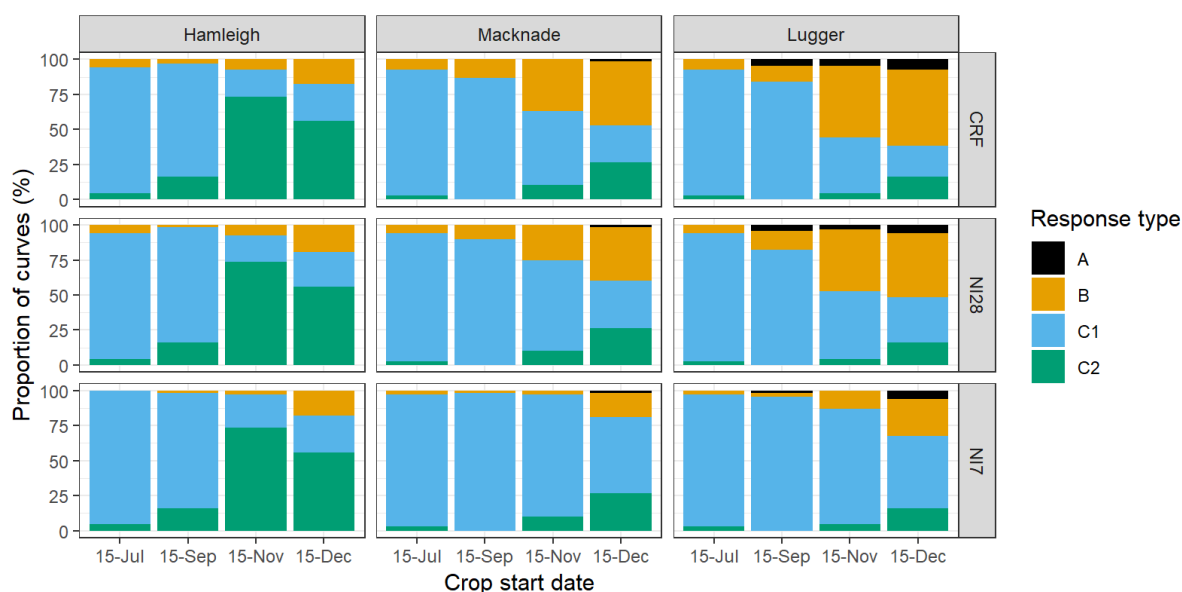 Hamleigh
Macknade
Lugger
Proportion of curves (%)
100
75
50
25
0
CRF
100
75
50
25
0
NI28
100
75
50
25
0
NI7
15-Jul 15-Sep 15-Nov 15-Dec
15-Jul 15-Sep 15-Nov 15-Dec
15-Jul 15-Sep 15-Nov 15-Dec
Crop start date
Response type
A
B
C1
C2